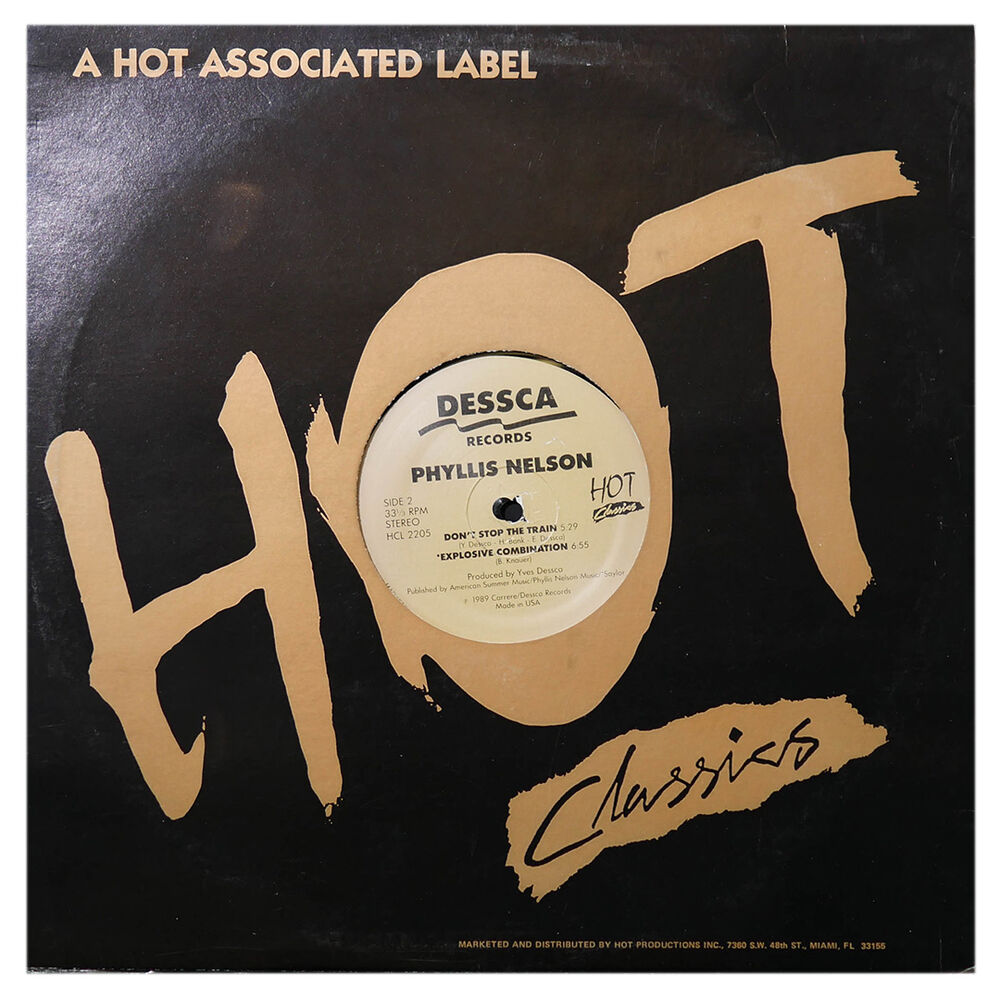 A HOT ASSOCIATED LABEL
HOT
DESSCA
RECORDS
PHYLLIS NELSON
SIDE 2
33⅓ RPM
STEREO
HCL 2205
HOT
Classics
DON'T STOP THE TRAIN 5:29
(Y. Dessca - H. Bank - E. Dessca)
*EXPLOSIVE COMBINATION 6:55
(B. Knauer)
Produced by Yves Dessca
Published by American Summer Music/Phyllis Nelson Music/*Saylor
℗ 1989 Carrere/Dessca Records
Made in USA
Classics
MARKETED AND DISTRIBUTED BY HOT PRODUCTIONS INC., 7360 S.W. 48th ST., MIAMI, FL 33155